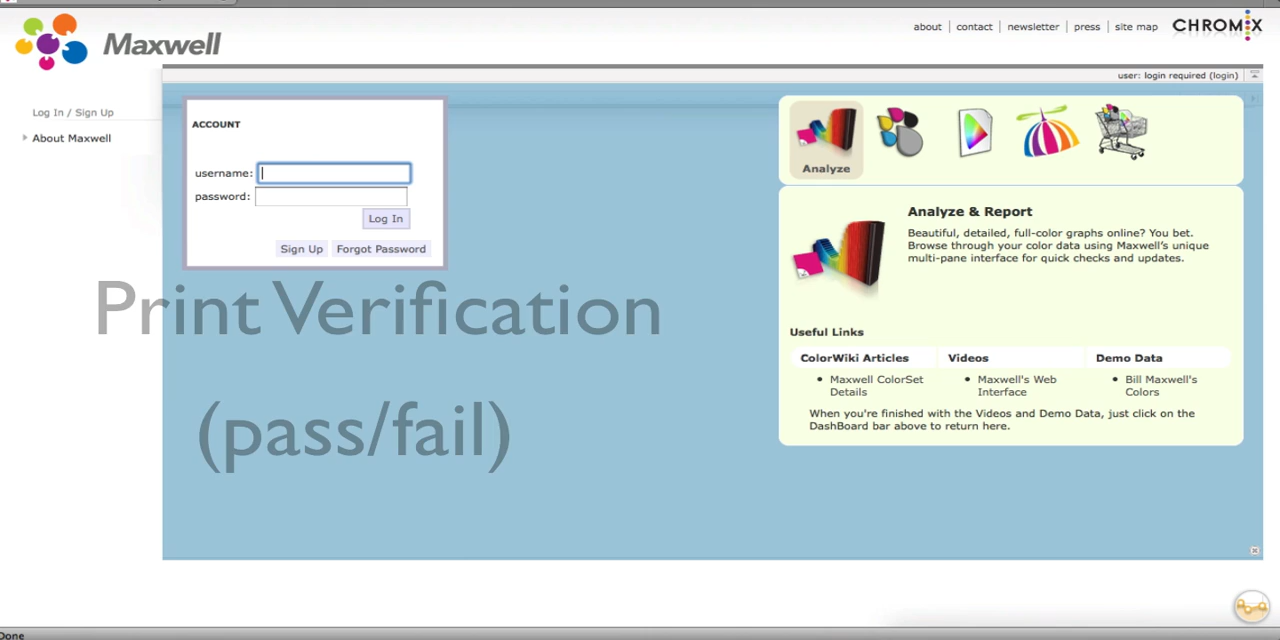 Maxwell
about | contact | newsletter | press | site map
CHROMIX
user: login required (login)
Log In / Sign Up
About Maxwell
ACCOUNT
username:
password:
Log In
Sign Up
Forgot Password
Print Verification
(pass/fail)
Analyze
Analyze & Report
Beautiful, detailed, full-color graphs online? You bet.
Browse through your color data using Maxwell's unique
multi-pane interface for quick checks and updates.
Useful Links
ColorWiki Articles
Maxwell ColorSet
Details
Videos
Maxwell's Web
Interface
Demo Data
Bill Maxwell's
Colors
When you're finished with the Videos and Demo Data, just click on the
DashBoard bar above to return here.
Done